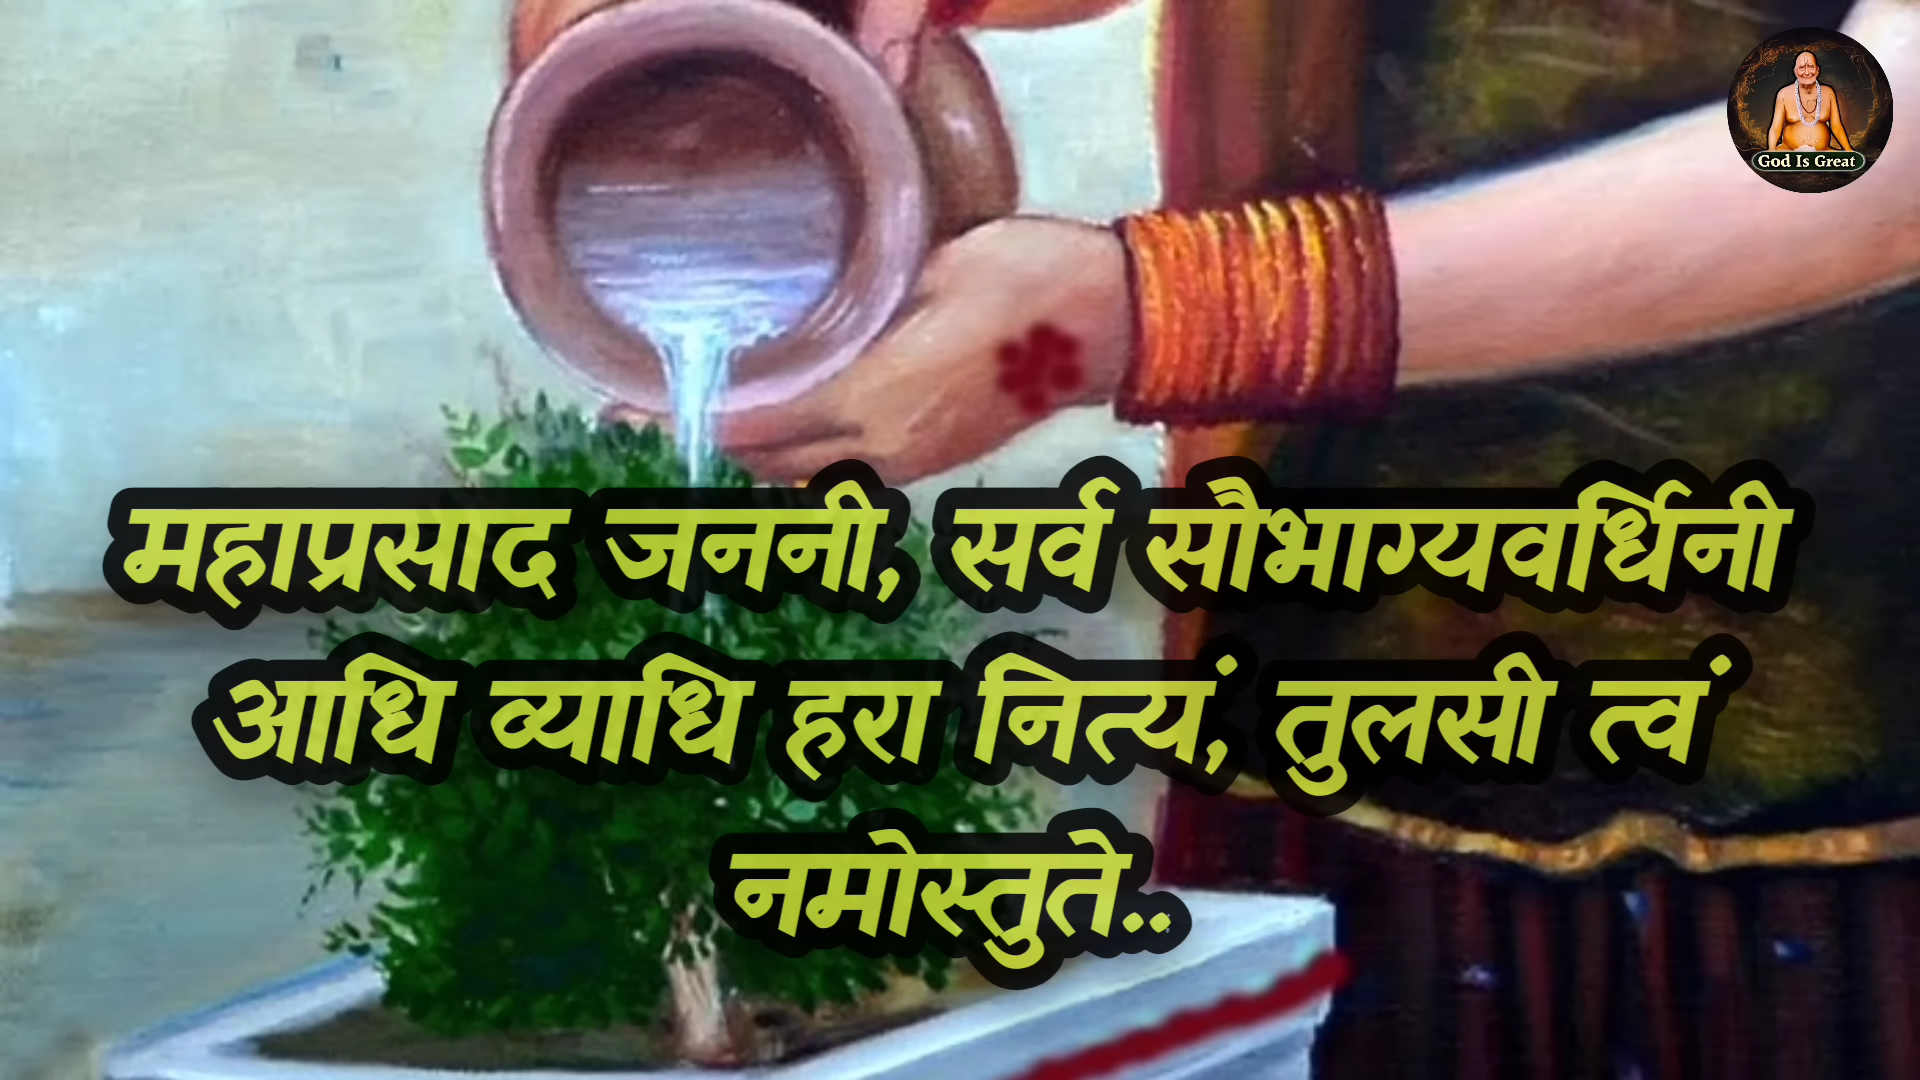 God Is Great
महाप्रसाद जननी, सर्व सौभाग्यवर्धिनी
आधि व्याधि हरा नित्यं, तुलसी त्वं
नमोस्तुते..